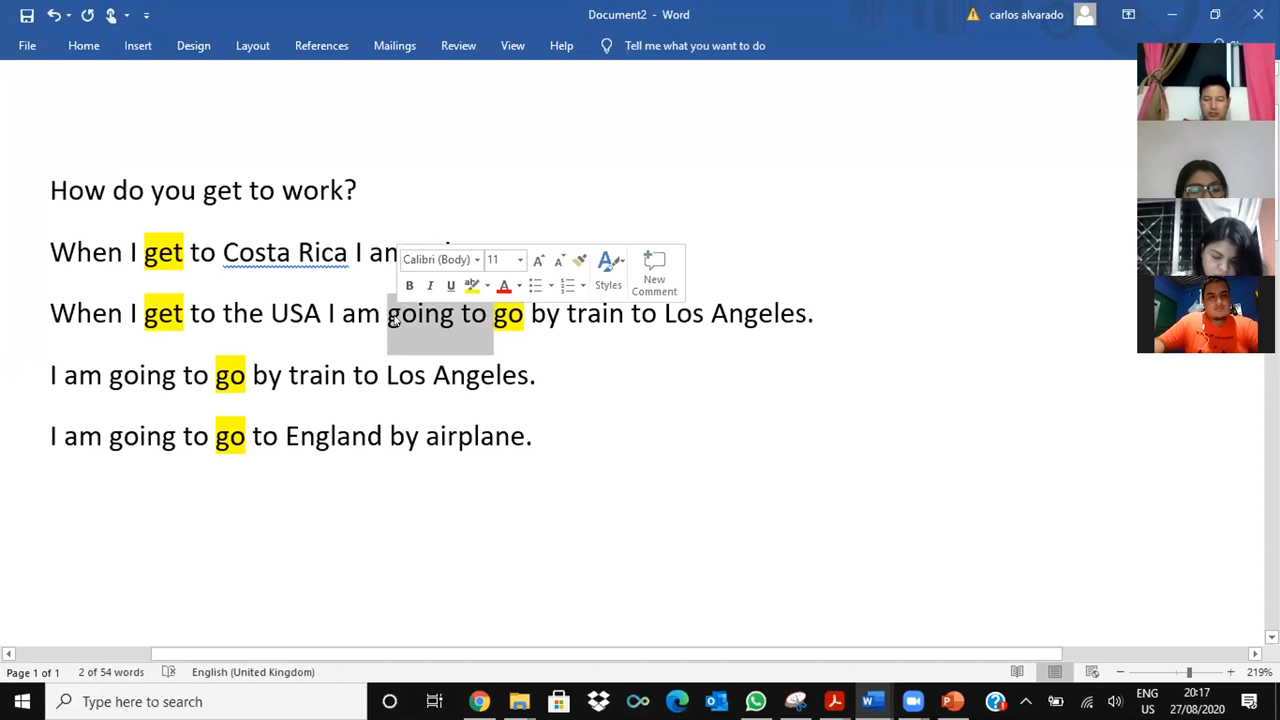 Document2 - Word
carlos alvarado
File Home Insert Design Layout References Mailings Review View Help Tell me what you want to do
How do you get to work?
When I get to Costa Rica I am
Calibri (Body) 11
Styles
New Comment
When I get to the USA I am going to go by train to Los Angeles.
I am going to go by train to Los Angeles.
I am going to go to England by airplane.
Page 1 of 1 2 of 54 words English (United Kingdom) 219%
Type here to search
ENG
US
20:17
27/08/2020